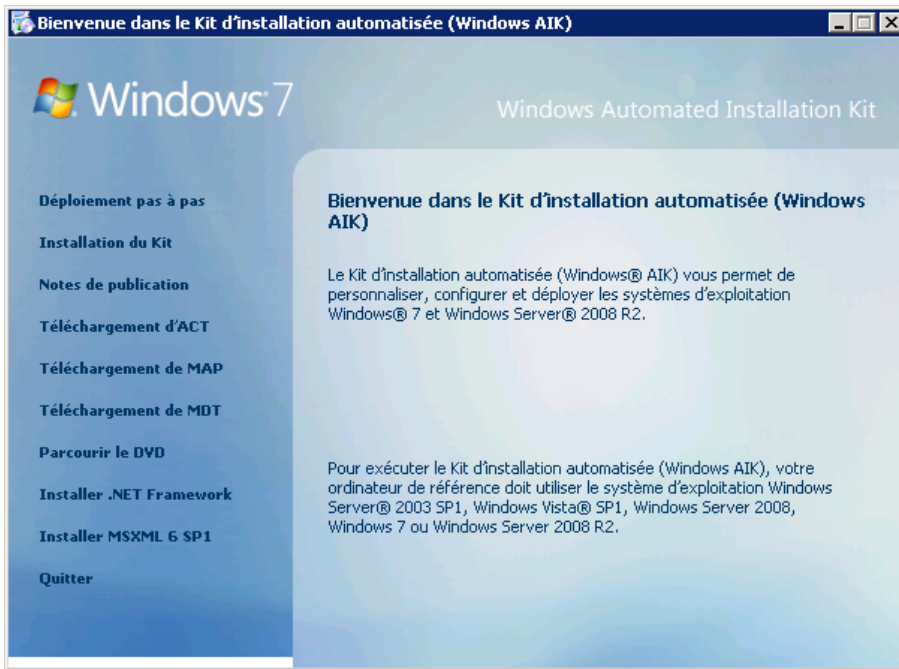 Bienvenue dans le Kit d'installation automatisée (Windows AIK)
Windows 7
Windows Automated Installation Kit
Déploiement pas à pas
Installation du Kit
Notes de publication
Téléchargement d'ACT
Téléchargement de MAP
Téléchargement de MDT
Parcourir le DVD
Installer .NET Framework
Installer MSXML 6 SP1
Quitter
Bienvenue dans le Kit d'installation automatisée (Windows
AIK)
Le Kit d'installation automatisée (Windows® AIK) vous permet de
personnaliser, configurer et déployer les systèmes d'exploitation
Windows® 7 et Windows Server® 2008 R2.
Pour exécuter le Kit d'installation automatisée (Windows AIK), votre
ordinateur de référence doit utiliser le système d'exploitation Windows
Server® 2003 SP1, Windows Vista® SP1, Windows Server 2008,
Windows 7 ou Windows Server 2008 R2.